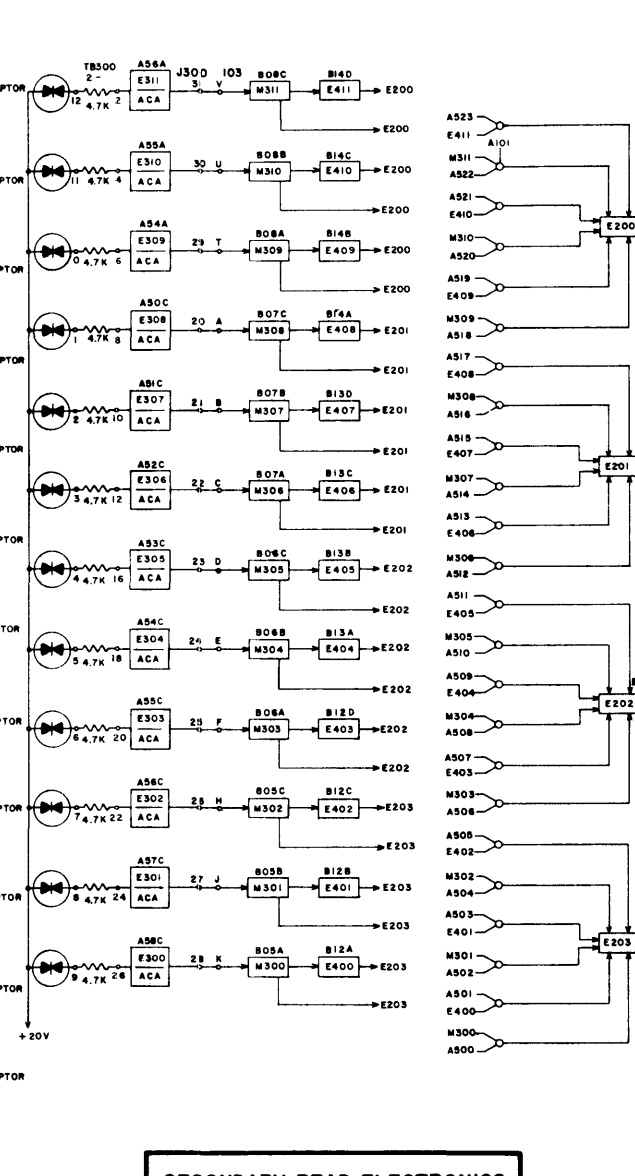 TB300 A56A J300 103 B08C B14D
PTOR 2- E311 31 V M311 E411 E200
12 4.7K 2 ACA
E200
A55A B08B B14C
PTOR E310 30 U M310 E410 E200
11 4.7K 4 ACA
E200
A54A B08A B14B
PTOR E309 29 T M309 E409 E200
0 4.7K 6 ACA
E200
A50C B07C B14A
PTOR E308 20 A M308 E408 E201
1 4.7K 8 ACA
E201
A51C B07B B13D
PTOR E307 21 B M307 E407 E201
2 4.7K 10 ACA
E201
A52C B07A B13C
PTOR E306 22 C M306 E406 E201
3 4.7K 12 ACA
E201
A53C B06C B13B
E305 23 D M305 E405 E202
4 4.7K 16 ACA
E202
A54C B06B B13A
TOR E304 24 E M304 E404 E202
5 4.7K 18 ACA
E202
A55C B06A B12D
PTOR E303 25 F M303 E403 E202
6 4.7K 20 ACA
E202
A56C B05C B12C
PTOR E302 26 H M302 E402 E203
7 4.7K 22 ACA
E203
A57C B05B B12B
PTOR E301 27 J M301 E401 E203
8 4.7K 24 ACA
E203
A58C B05A B12A
PTOR E300 28 K M300 E400 E203
9 4.7K 26 ACA
E203
+20V
PTOR
A523
E411
A101
M311
A522
A521
E410
E200
M310
A520
A519
E409
M309
A518
A517
E408
M308
A516
A515
E407
E201
M307
A514
A513
E406
M306
A512
A511
E405
M305
A510
A509
E404
E202
M304
A508
A507
E403
M303
A506
A505
E402
M302
A504
A503
E401
E203
M301
A502
A501
E400
M300
A500
SECONDARY READ ELECTRONICS